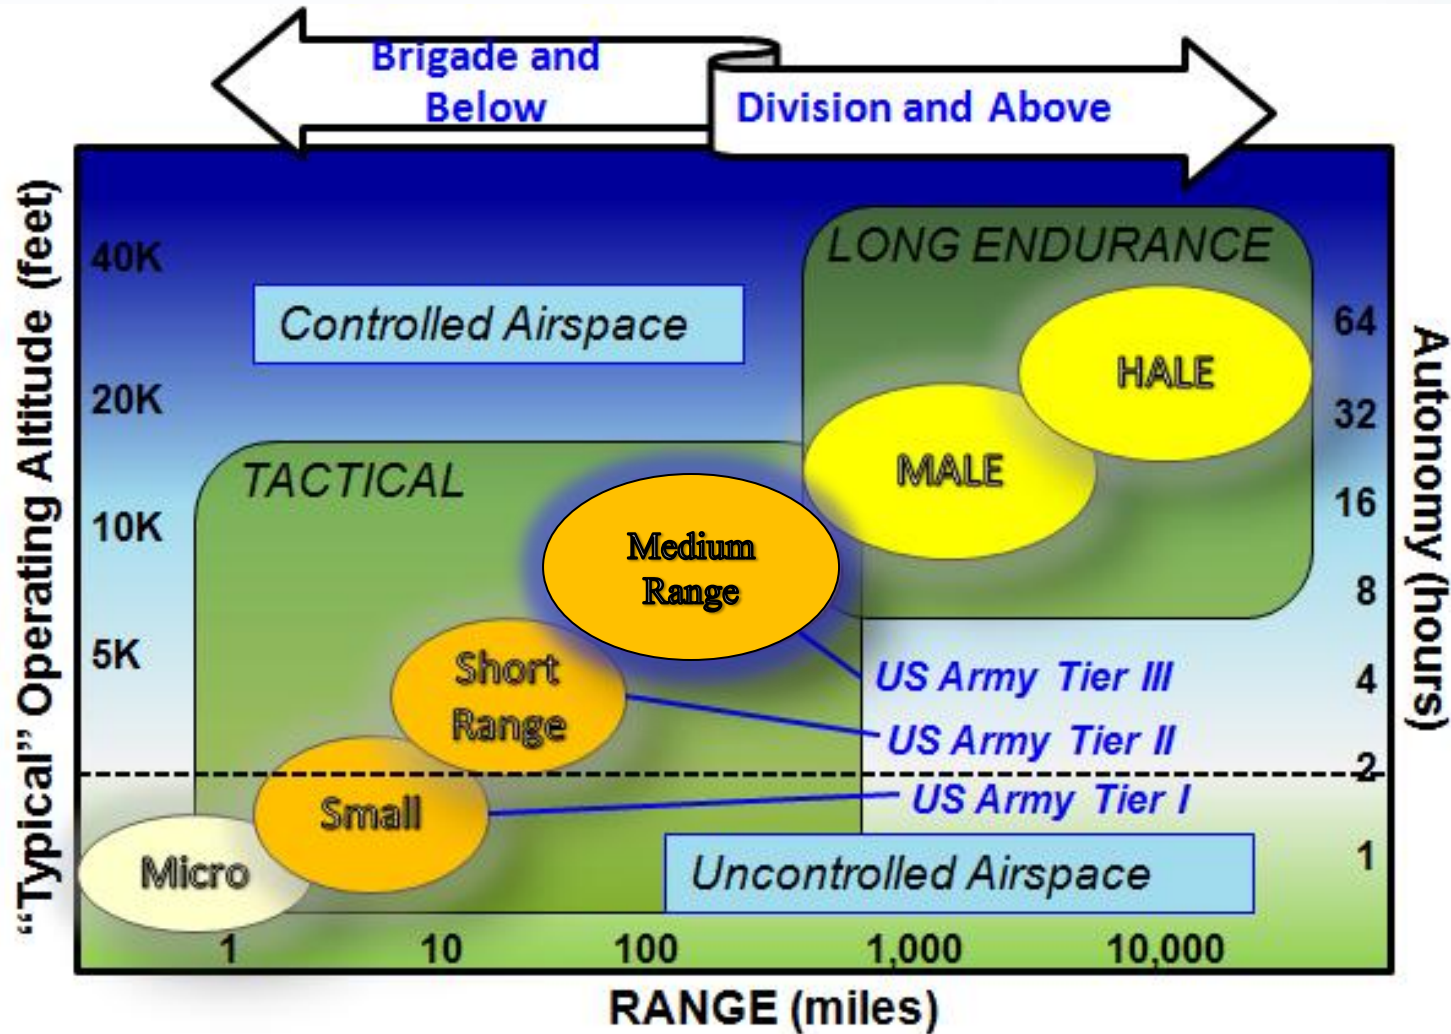 Brigade and
Below
Division and Above
"Typical" Operating Altitude (feet)
40K
20K
10K
5K
Controlled Airspace
LONG ENDURANCE
HALE
MALE
TACTICAL
Medium
Range
Short
Range
Small
Micro
US Army Tier III
US Army Tier II
US Army Tier I
Uncontrolled Airspace
64
32
16
8
4
2
1
Autonomy (hours)
1 10 100 1,000 10,000
RANGE (miles)